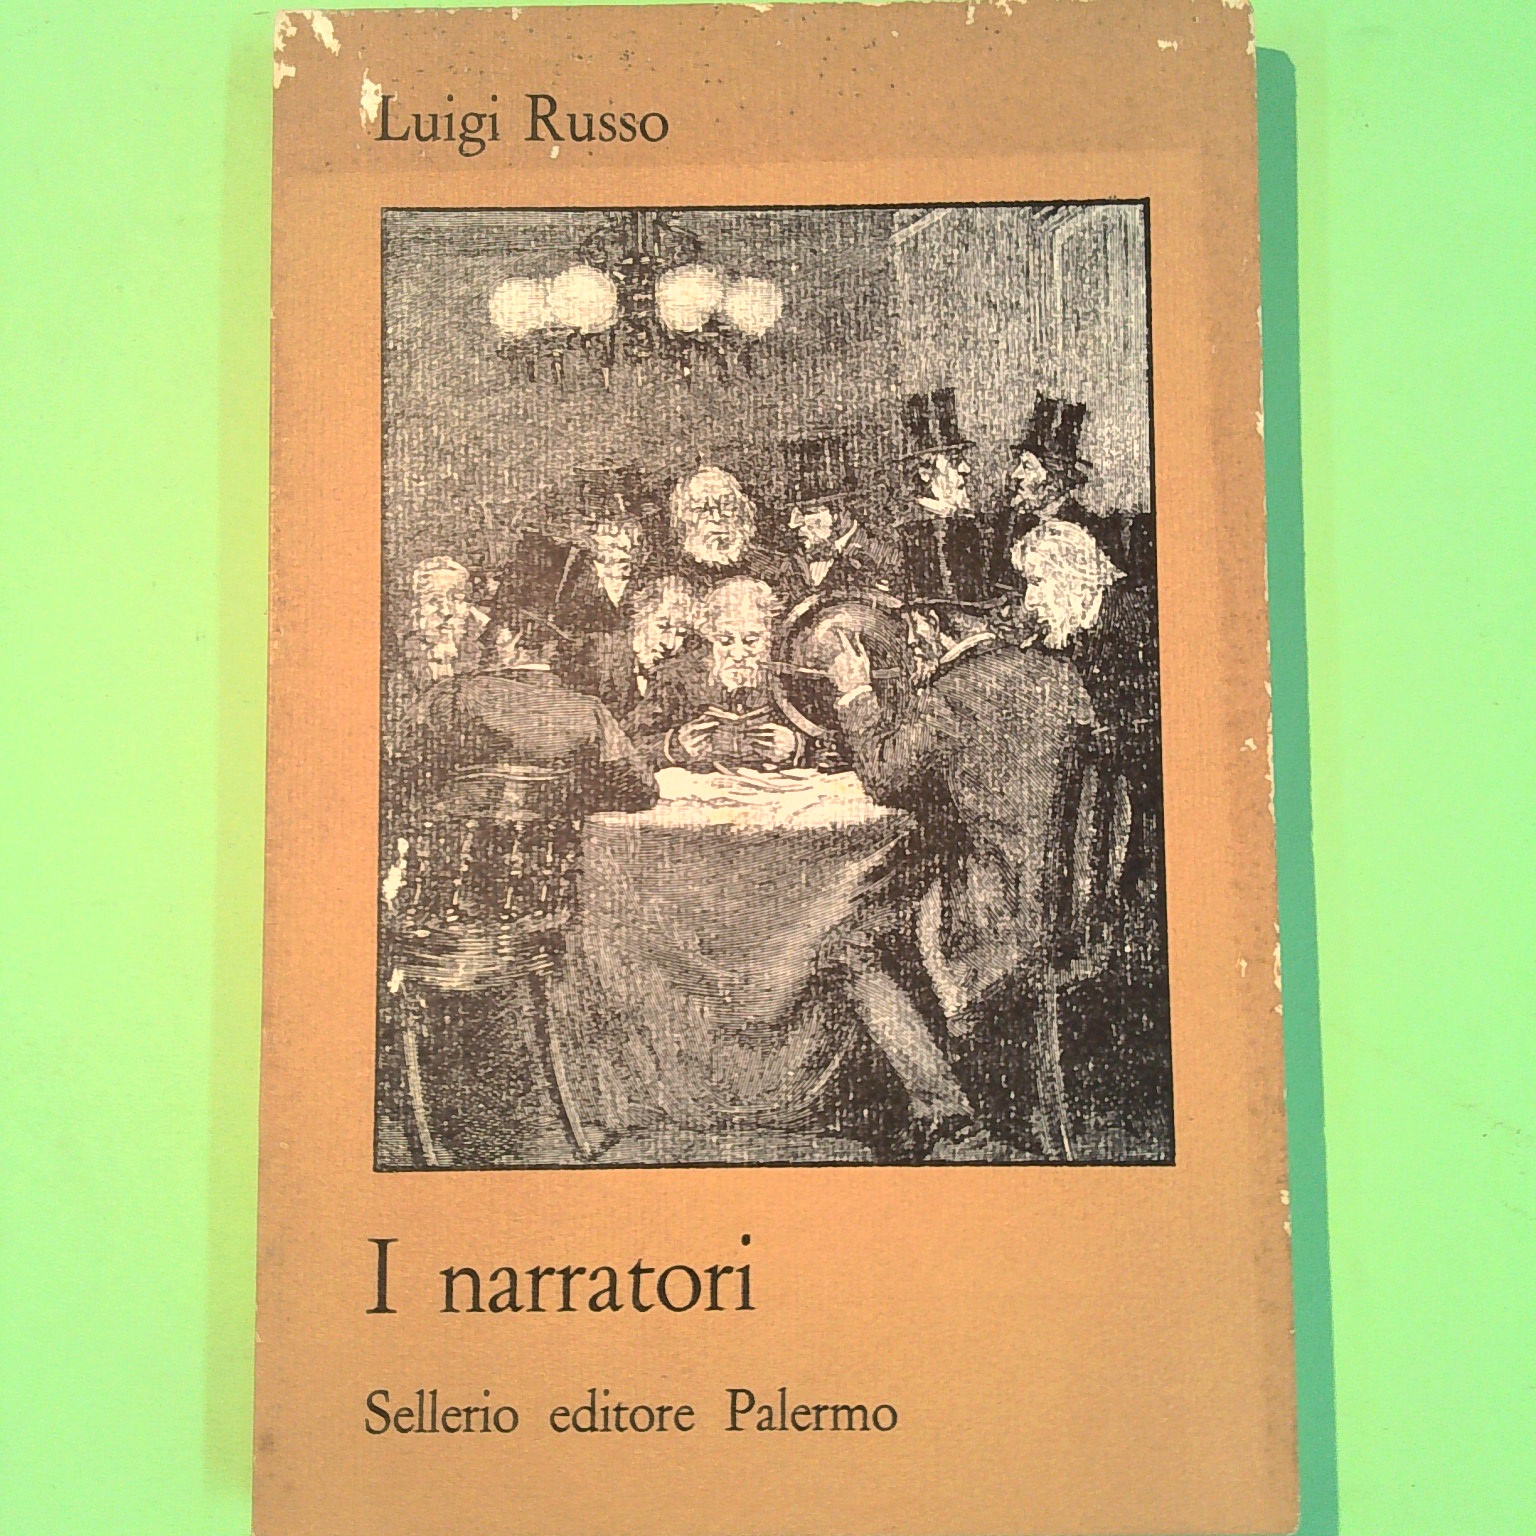 Luigi Russo
I narratori
Sellerio editore Palermo